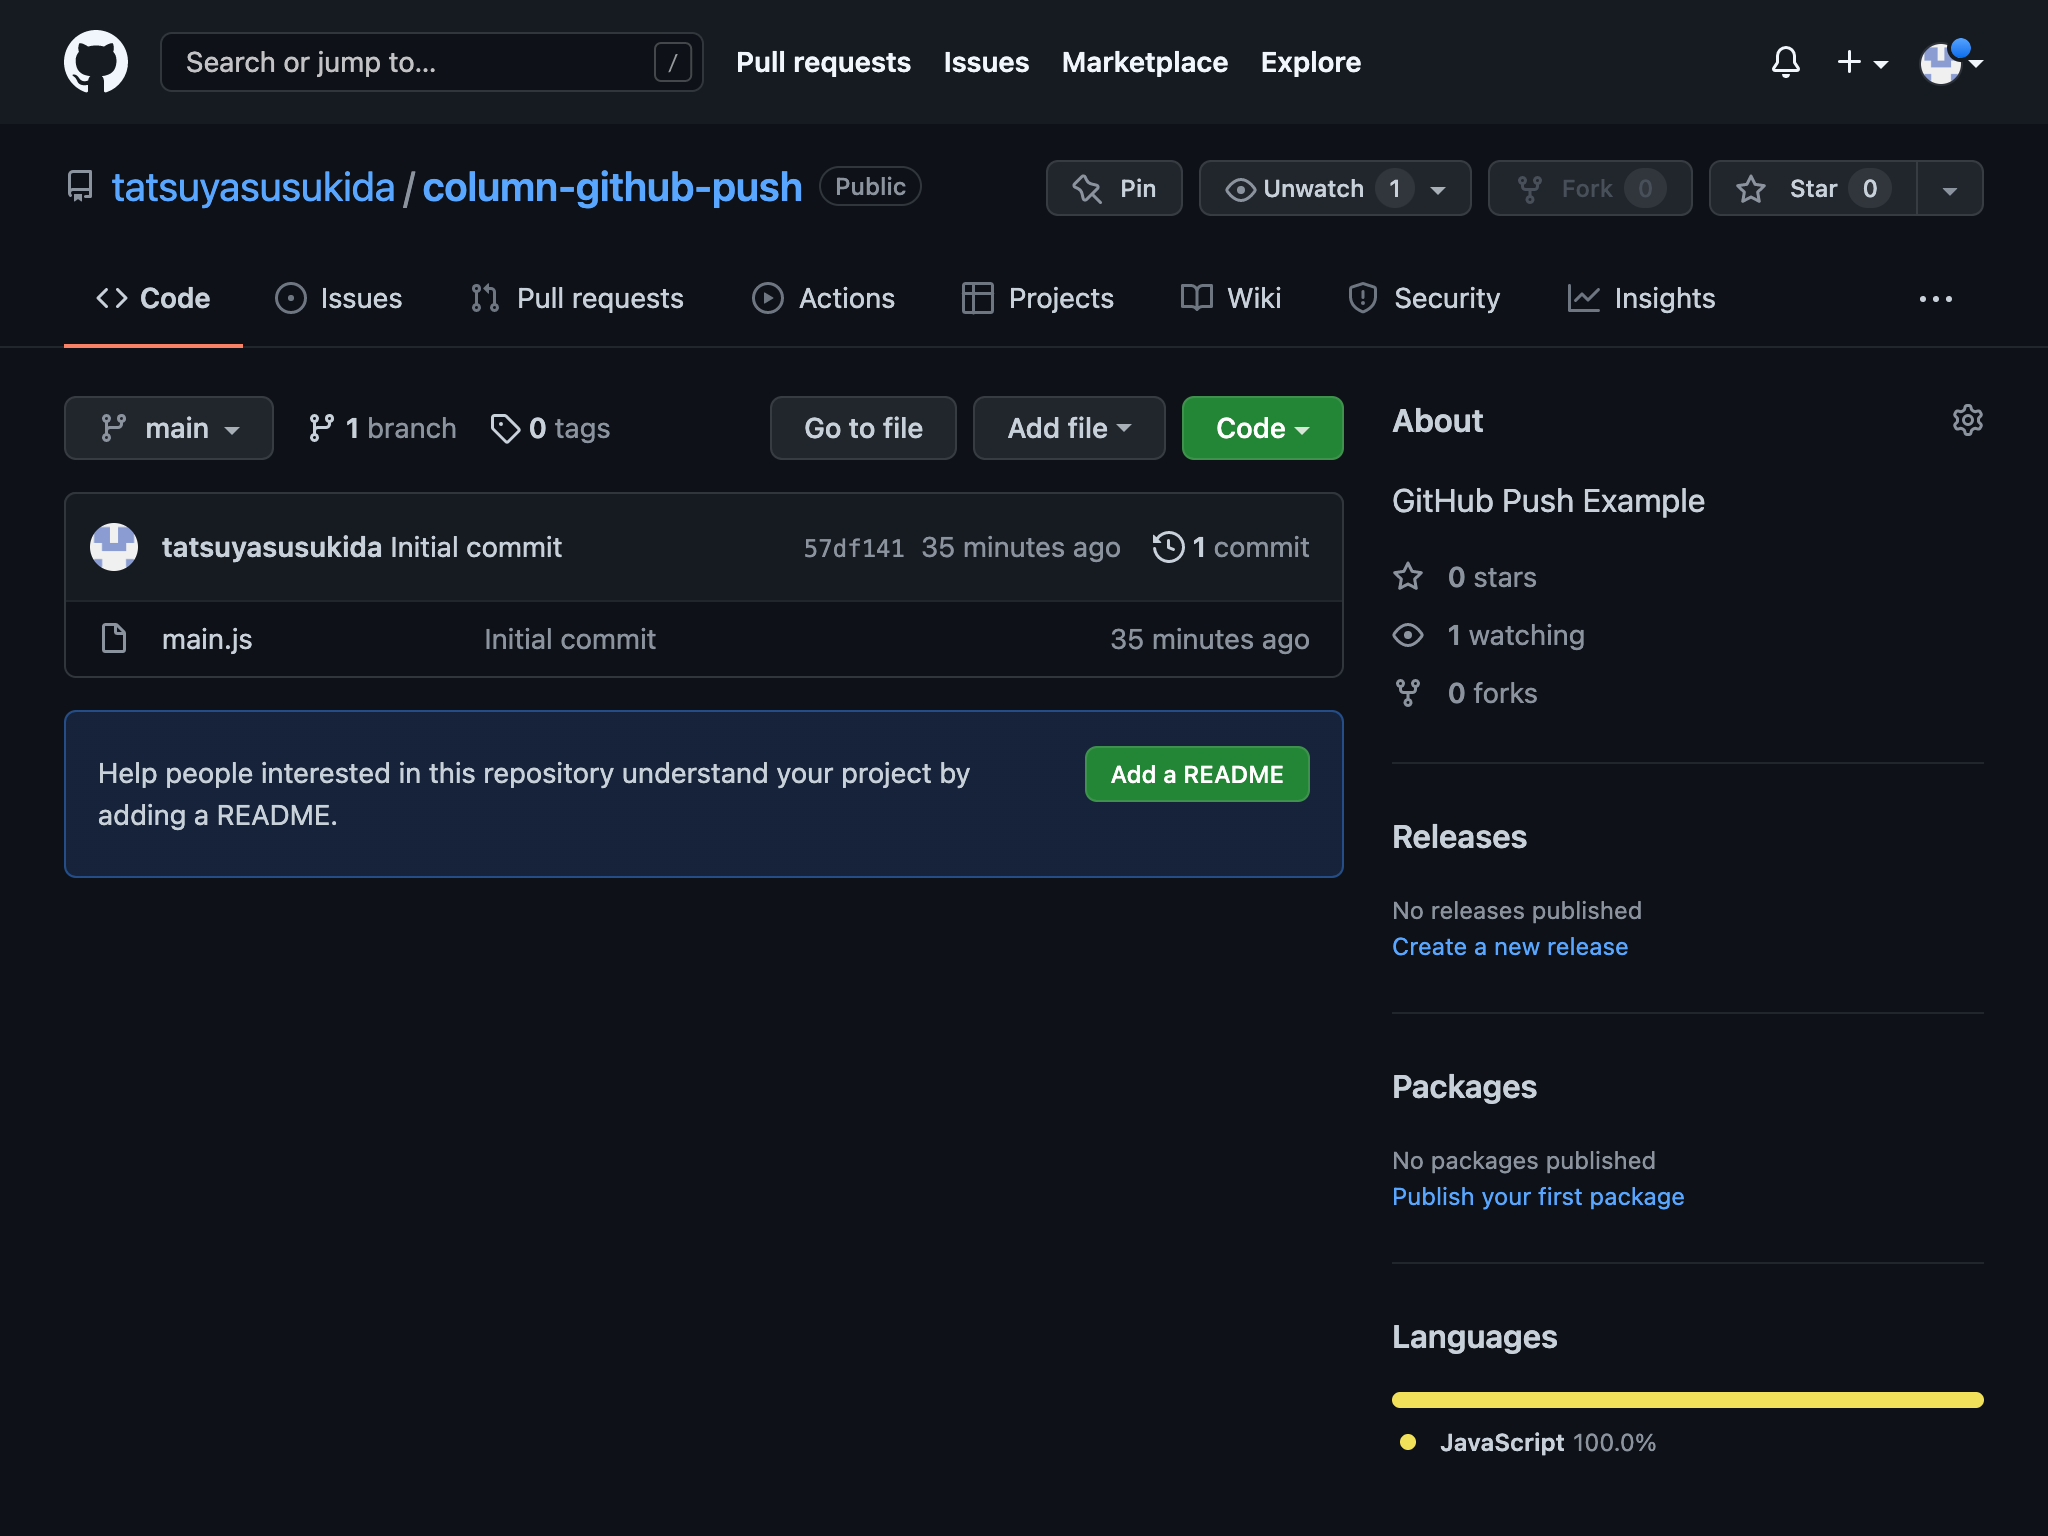 Search or jump to... /
Pull requests Issues Marketplace Explore
tatsuyasusukida / column-github-push Public
Pin Unwatch 1 Fork 0 Star 0
Code Issues Pull requests Actions Projects Wiki Security Insights
main 1 branch 0 tags Go to file Add file Code
tatsuyasusukida Initial commit 57df141 35 minutes ago 1 commit
main.js Initial commit 35 minutes ago
Help people interested in this repository understand your project by
adding a README.
Add a README
About
GitHub Push Example
0 stars
1 watching
0 forks
Releases
No releases published
Create a new release
Packages
No packages published
Publish your first package
Languages
JavaScript 100.0%